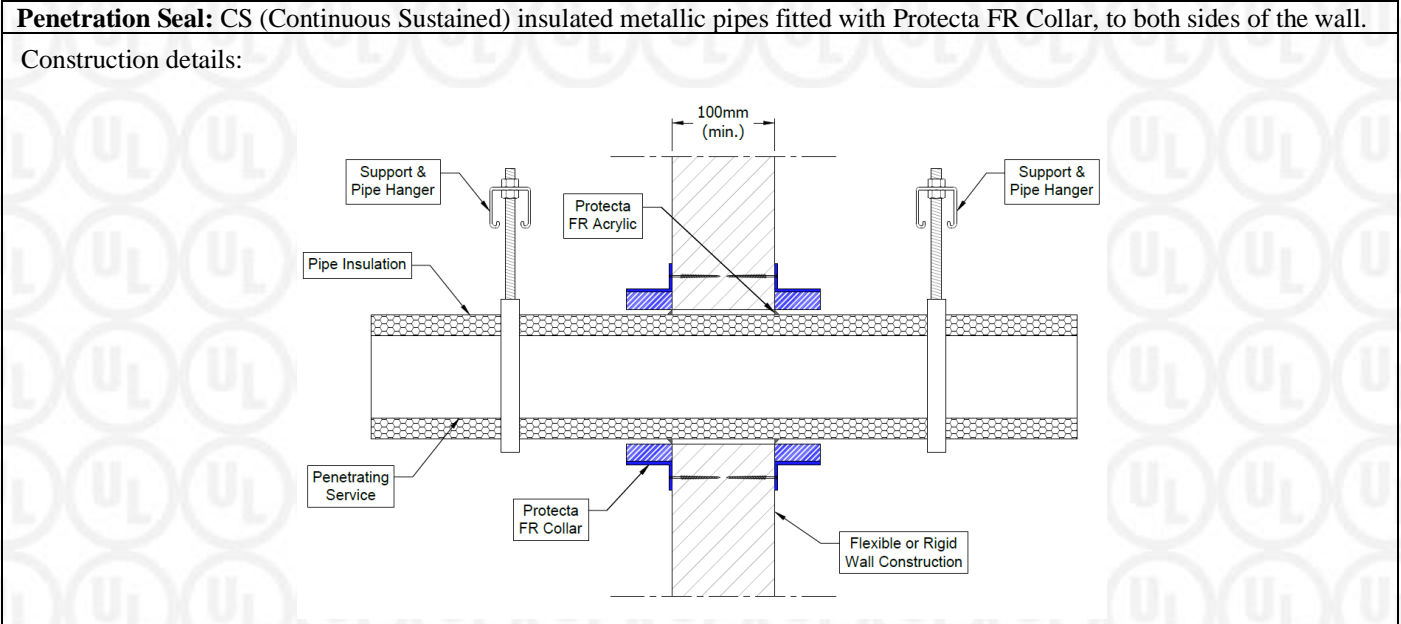 Penetration Seal: CS (Continuous Sustained) insulated metallic pipes fitted with Protecta FR Collar, to both sides of the wall.
Construction details:
100mm
(min.)
Support &
Pipe Hanger
Support &
Pipe Hanger
Protecta
FR Acrylic
Pipe Insulation
Penetrating
Service
Protecta
FR Collar
Flexible or Rigid
Wall Construction